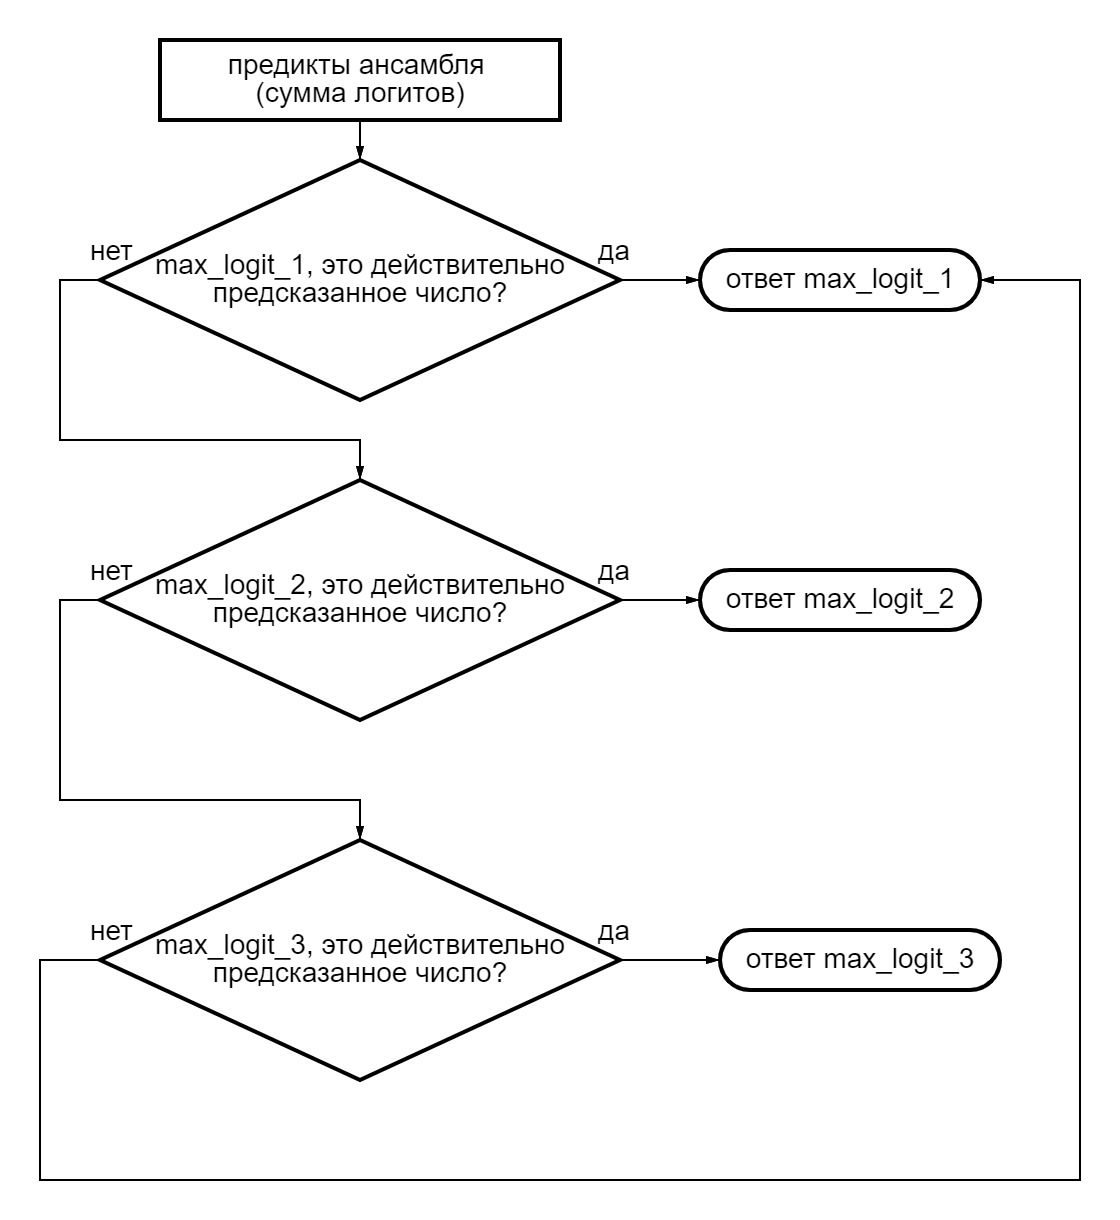 предикты ансамбля
(сумма логитов)
нет
да
max_logit_1, это действительно
предсказанное число?
ответ max_logit_1
нет
да
max_logit_2, это действительно
предсказанное число?
ответ max_logit_2
нет
да
max_logit_3, это действительно
предсказанное число?
ответ max_logit_3